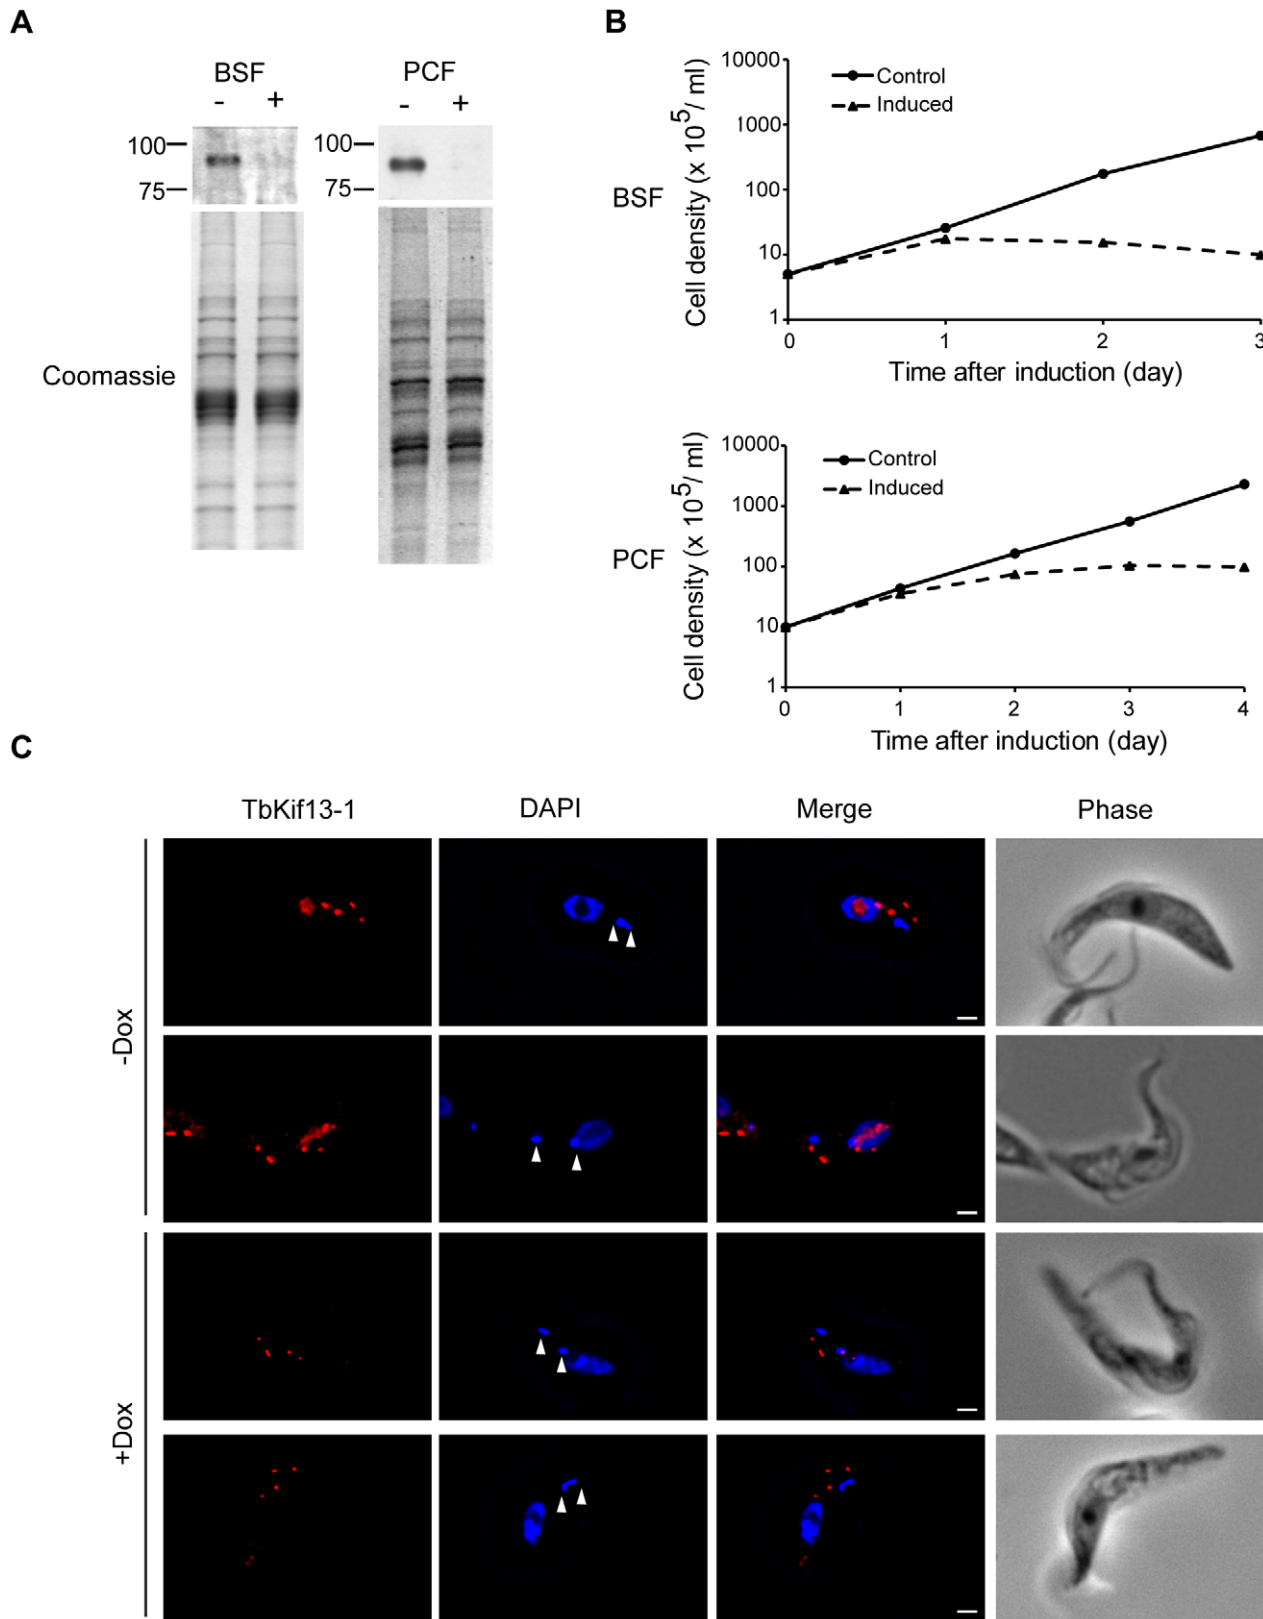 A
BSF
PCF
- +
- +
100
75
100
75
Coomassie
B
BSF
Cell density (x 10⁵/ ml)
10000
1000
100
10
1
Control
Induced
0 1 2 3
Time after induction (day)
PCF
Cell density (x 10⁵/ ml)
10000
1000
100
10
1
Control
Induced
0 1 2 3 4
Time after induction (day)
C
TbKif13-1 DAPI Merge Phase
-Dox
+Dox